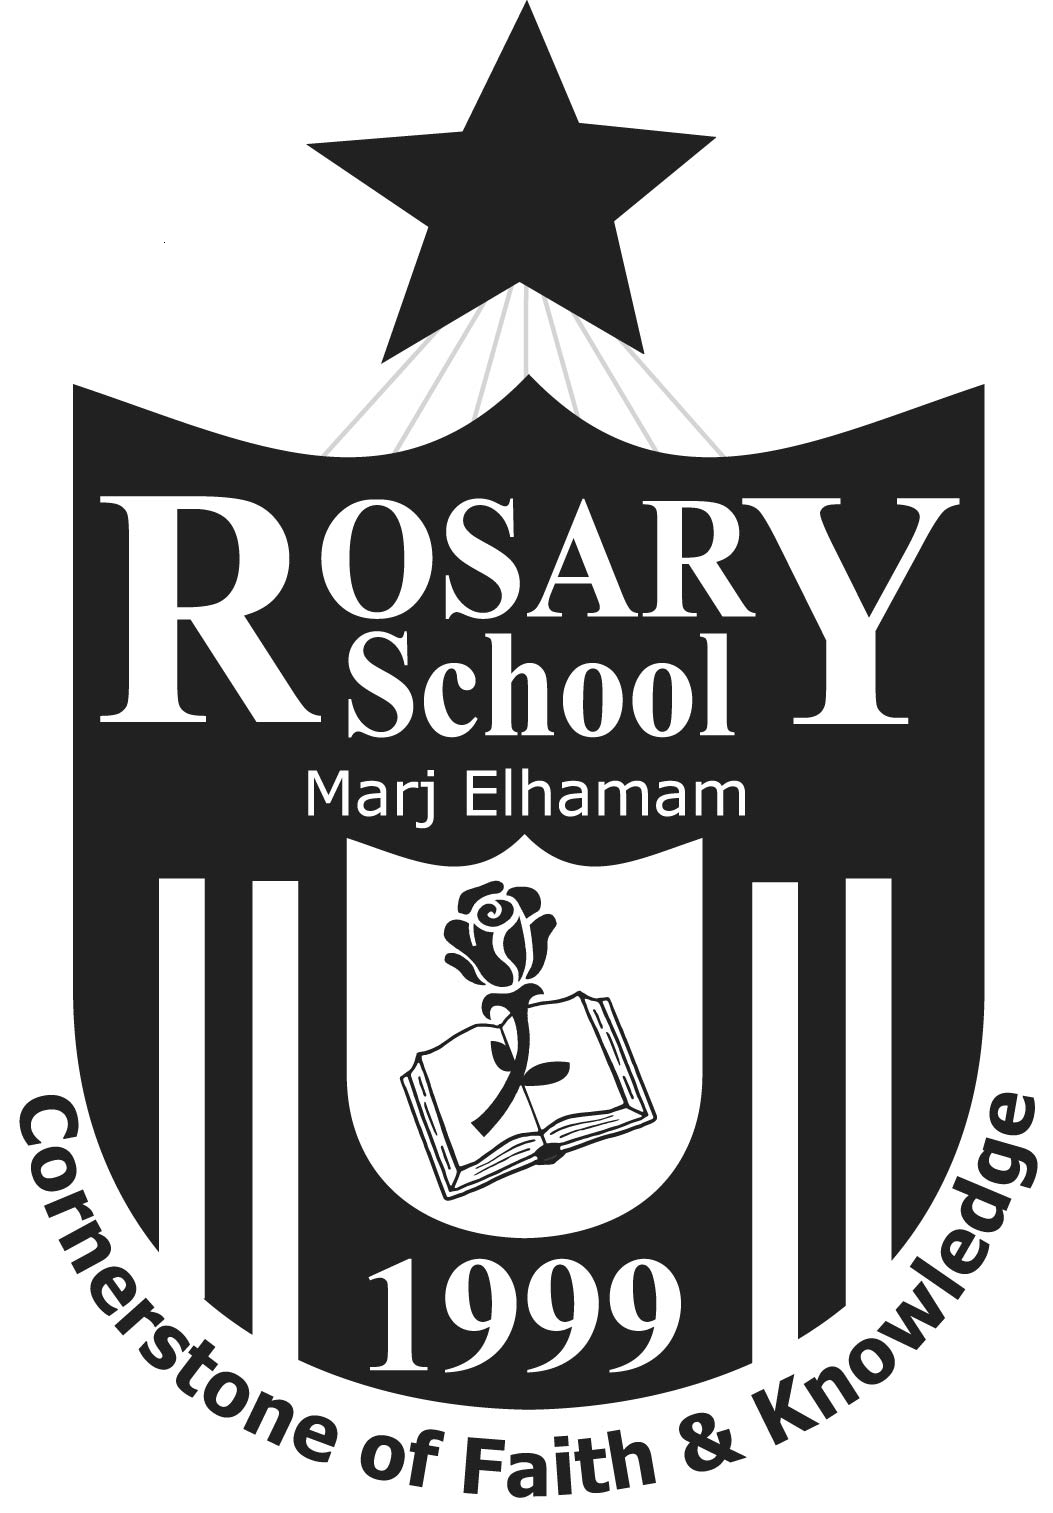 ROSARY
School
Marj Elhamam
1999
Cornerstone of Faith & Knowledge